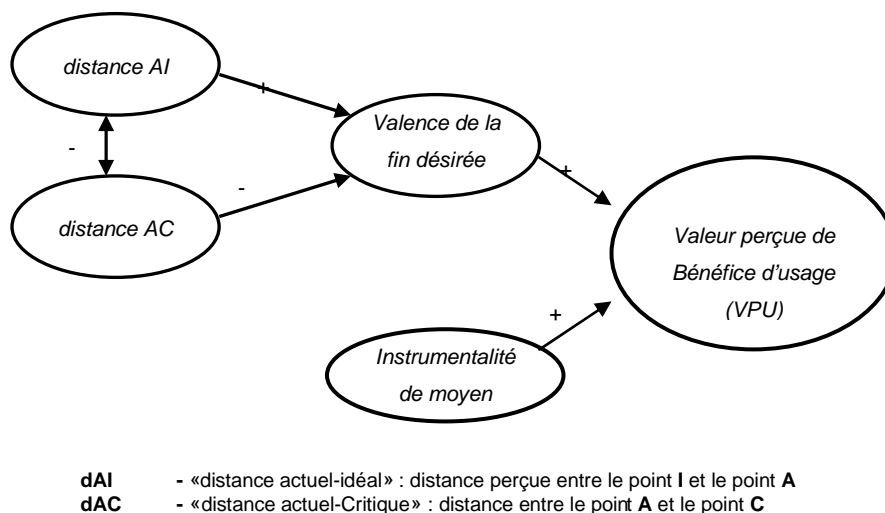 distance AI
+
Valence de la
fin désirée
-
-
+
distance AC
Valeur perçue de
Bénéfice d'usage
(VPU)
+
Instrumentalité
de moyen
dAI - «distance actuel-idéal» : distance perçue entre le point I et le point A
dAC - «distance actuel-Critique» : distance entre le point A et le point C